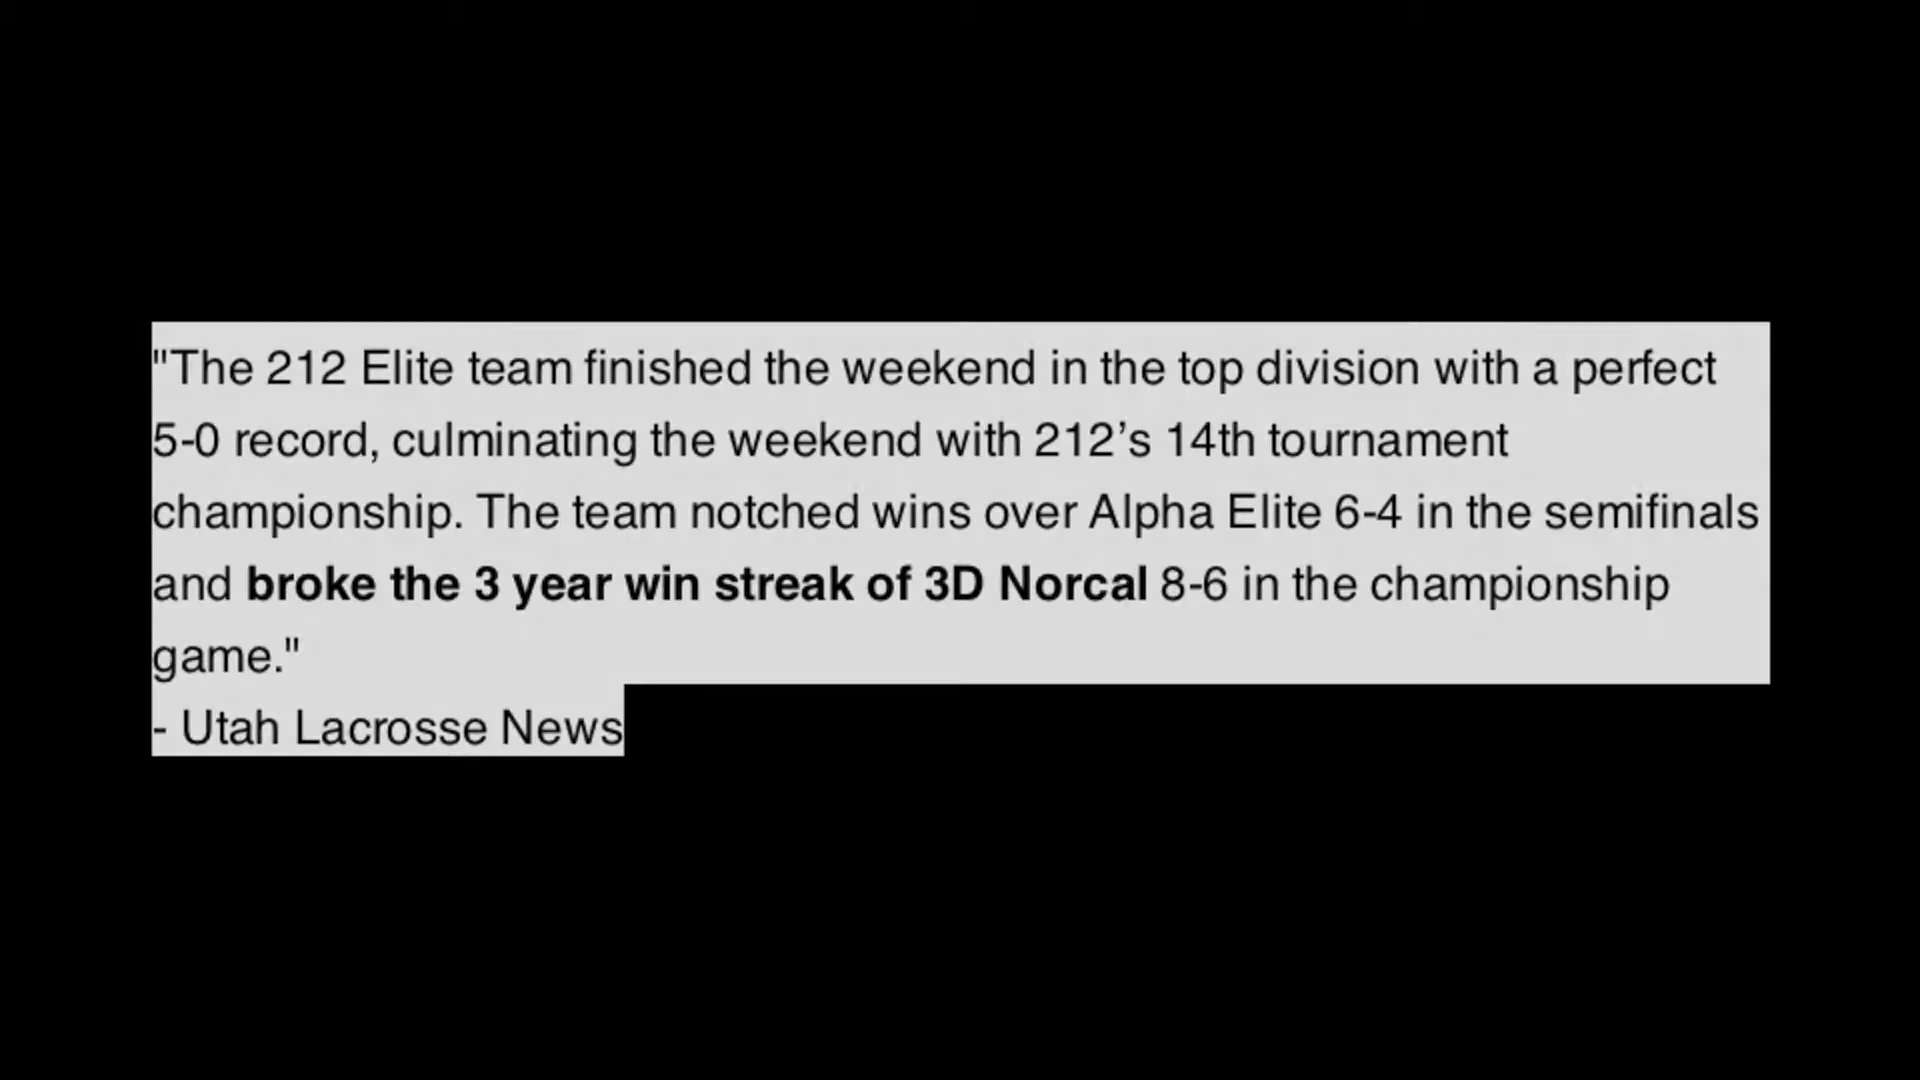 "The 212 Elite team finished the weekend in the top division with a perfect
5-0 record, culminating the weekend with 212’s 14th tournament
championship. The team notched wins over Alpha Elite 6-4 in the semifinals
and broke the 3 year win streak of 3D Norcal 8-6 in the championship
game."
- Utah Lacrosse News